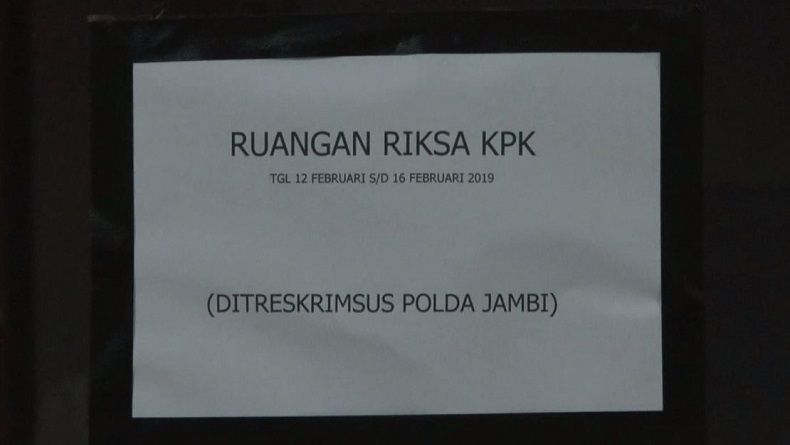 RUANGAN RIKSA KPK
TGL 12 FEBRUARI S/D 16 FEBRUARI 2019
(DITRESKRIMSUS POLDA JAMBI)